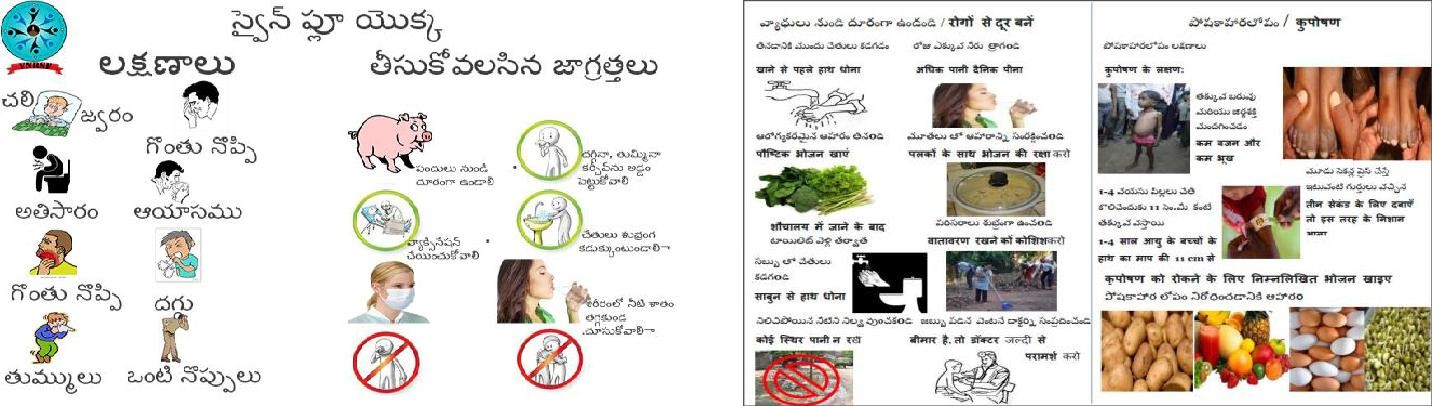 VNRSF
స్వైన్ ఫ్లూ యొక్క
లక్షణాలు
తీసుకోవలసిన జాగ్రత్తలు
చలి
జ్వరం
గొంతు నొప్పి
అతిసారం
ఆయాసము
గొంతు నొప్పి
దగ్గు
తుమ్ములు
ఒంటి నొప్పులు
పందులు నుండి
దూరంగా ఉండాలి
దగ్గినా, తుమ్మినా
కర్చీఫ్‌ను అడ్డం
పెట్టుకోవాలి
వ్యాక్సినేషన్
చేయించుకోవాలి
చేతులు శుభ్రంగ
కడుక్కుంటుండాలి
శరీరంలో నీటి శాతం
తగ్గకుండ
చూసుకోవాలి
వ్యాధులు నుండి దూరంగా ఉండండి / रोगों से दूर बनें
తినడానికి ముందు చేతులు కడగడం
రోజు ఎక్కువ నీరు త్రాగండి
खाने से पहले हाथ धोना
अधिक पानी दैनिक पीना
ఆరోగ్యకరమైన ఆహారం తినండి
మూతలు తో ఆహారాన్ని సంరక్షించండి
पौष्टिक भोजन खाएं
पलकों के साथ भोजन की रक्षा करो
शौचालय में जाने के बाद
టాయిలెట్ వెళ్లిన తర్వాత
పరిసరాలు శుభ్రంగా ఉంచండి
वातावरण रखने की कोशिश करो
సబ్బు తో చేతులు
కడగండి
साबुन से हाथ धोना
నిలిచిపోయిన నీటిని నిల్వ వుంచకండి
జబ్బు పడిన వెంటనే డాక్టర్ని సంప్రదించండి
कोई स्थिर पानी न रखें
बीमार है, तो डॉक्टर जल्दी से
परामर्श करो
పోషకాహారలోపం / कुपोषण
పోషకాహారలోపం లక్షణాలు
कुपोषण के लक्षण:
తక్కువ బరువు
మరియు
మందగించడం
कम वजन और
कम भूख
మూడు సెకన్ల ప్రెస్ చేస్తే
ఇటువంటి గుర్తులు వచ్చిన
तीन सेकंड के लिए दबाएँ
तो इस तरह के निशान
1-4 వయసు పిల్లలు చేతి
కొలిచెందుకు 11 సెం.మీ కంటే
తక్కువ వస్తాయి
1-4 साल आयु के बच्चों के
हाथ का माप की 11 cm से
कुपोषण को रोकने के लिए निम्नलिखित भोजन खाइए
పోషకాహార లోపం నిరోధించడానికి ఆహారం